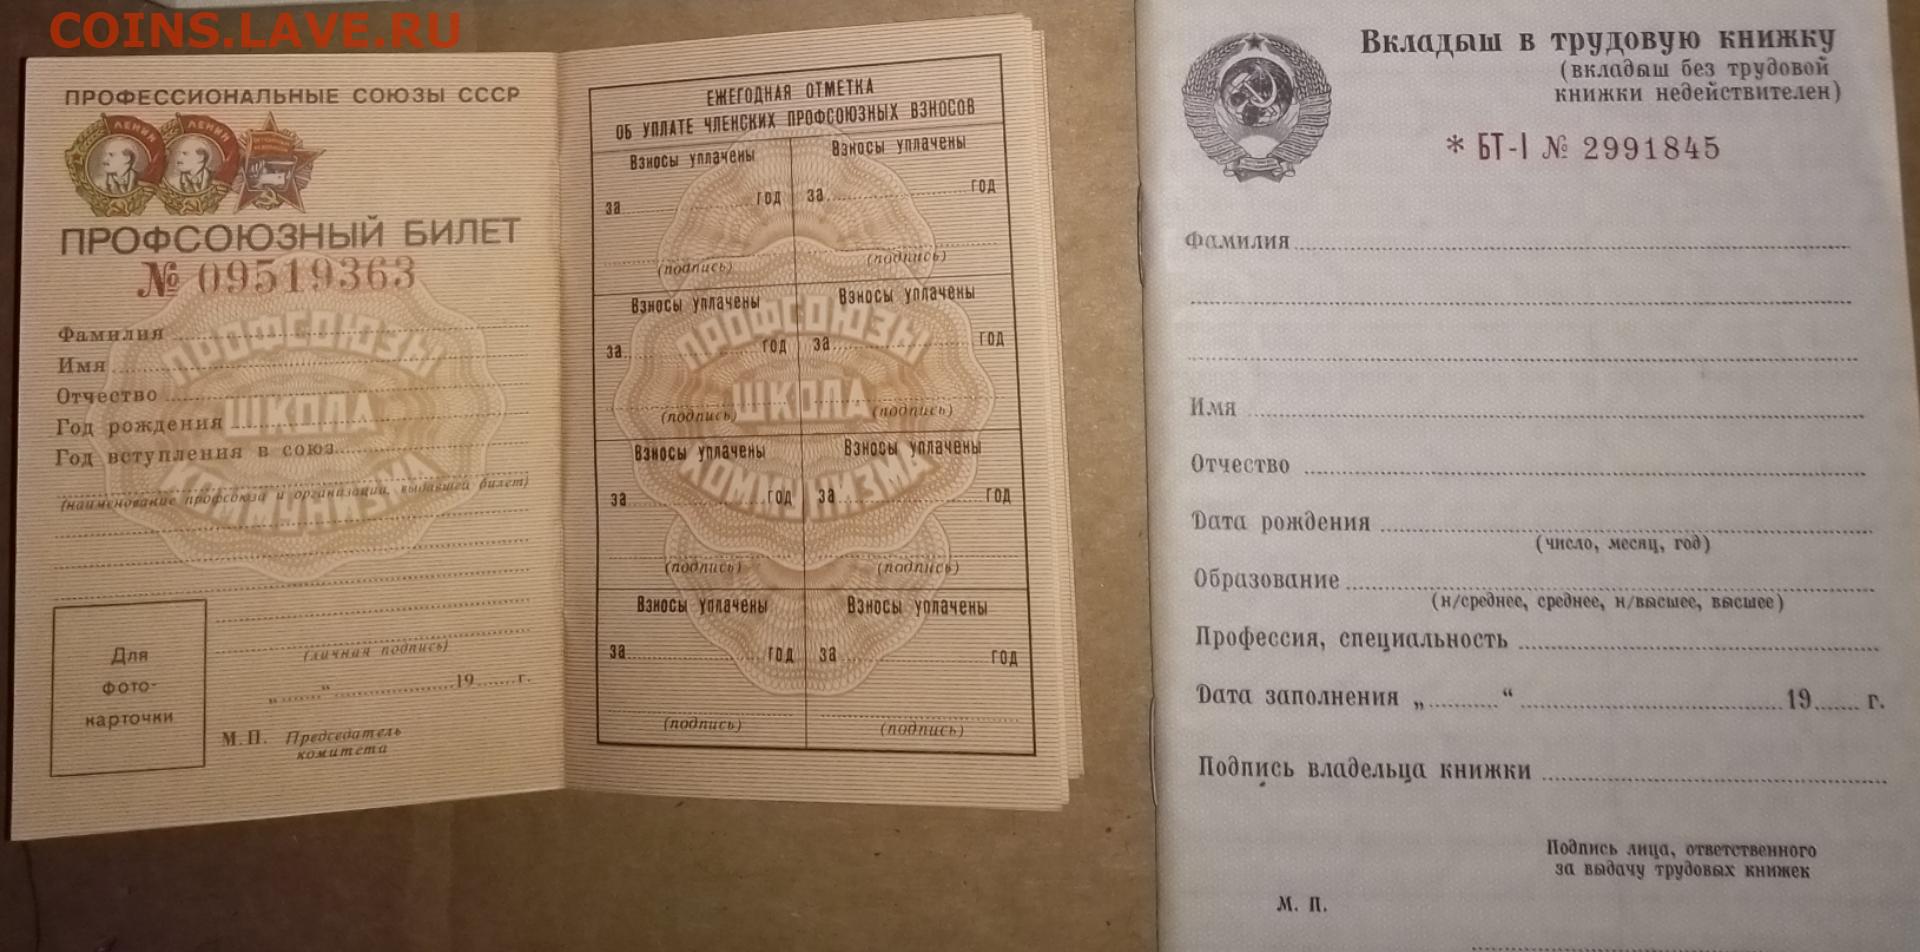 COINS.LAVE.RU
ПРОФЕССИОНАЛЬНЫЕ СОЮЗЫ СССР
ЛЕНИН ЛЕНИН
ПРОФСОЮЗНЫЙ БИЛЕТ
№ 09519363
ПРОФСОЮЗЫ
ШКОЛА
КОММУНИЗМА
Фамилия
Имя
Отчество
Год рождения
Год вступления в союз
(наименование профсоюза и организации, выдавшей билет)
(личная подпись)
„ “ 19 г.
Для
фото-
карточки
М.П. Председатель
комитета
ЕЖЕГОДНАЯ ОТМЕТКА
ОБ УПЛАТЕ ЧЛЕНСКИХ ПРОФСОЮЗНЫХ ВЗНОСОВ
Взносы уплачены Взносы уплачены
за год за год
(подпись) (подпись)
Взносы уплачены Взносы уплачены
ПРОФСОЮЗЫ
за год за год
ШКОЛА
(подпись) (подпись)
Взносы уплачены Взносы уплачены
КОММУНИЗМА
за год за год
(подпись) (подпись)
Взносы уплачены Взносы уплачены
за год за год
(подпись) (подпись)
Вкладыш в трудовую книжку
(вкладыш без трудовой
книжки недействителен)
* БТ-I № 2991845
Фамилия
Имя
Отчество
Дата рождения
(число, месяц, год)
Образование
(н/среднее, среднее, н/высшее, высшее)
Профессия, специальность
Дата заполнения „ “ 19 г.
Подпись владельца книжки
Подпись лица, ответственного
за выдачу трудовых книжек
М. П.